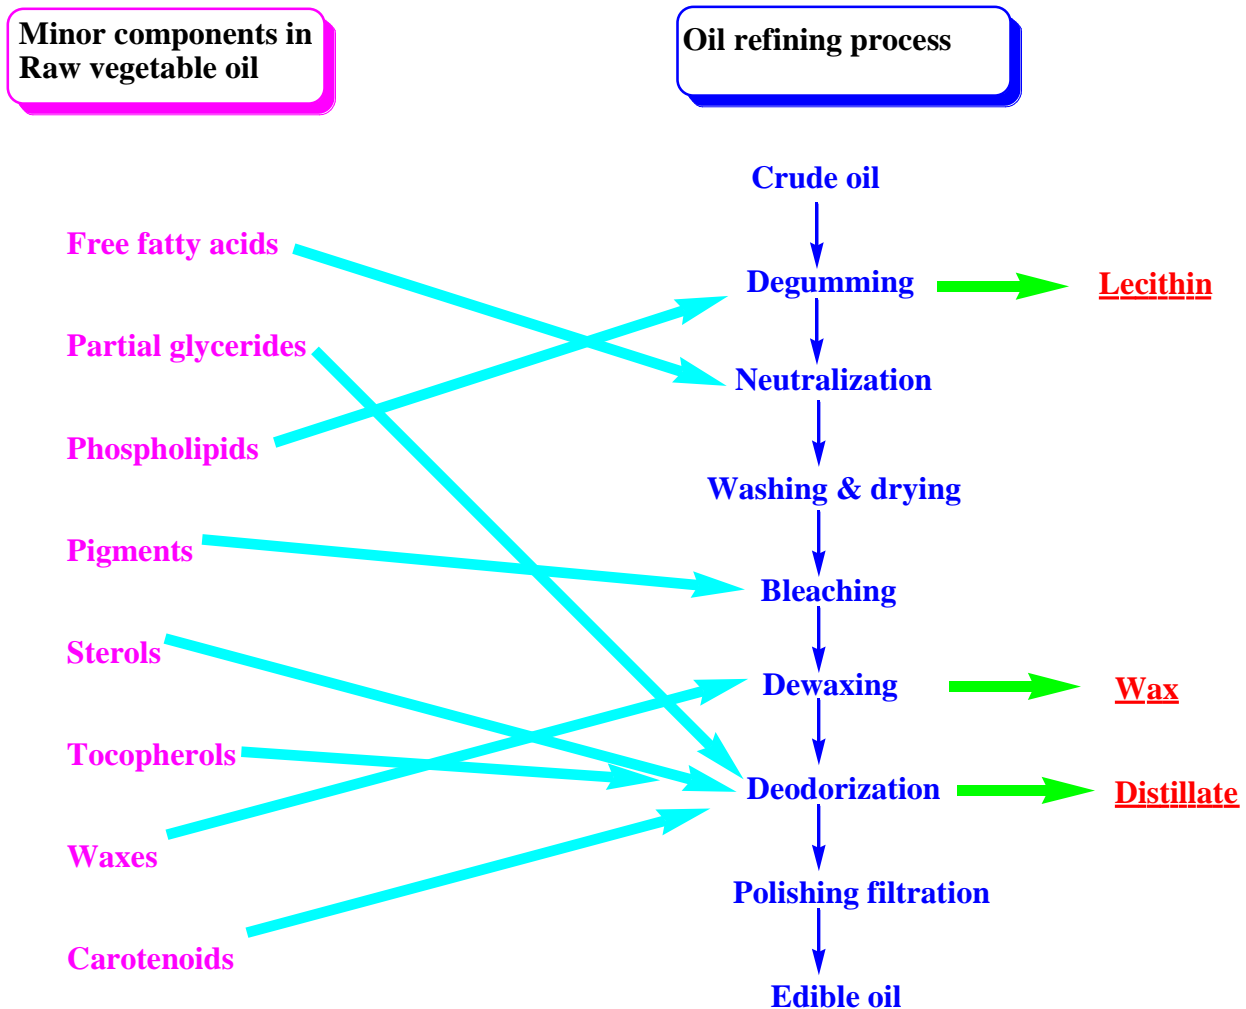 Minor components in
Raw vegetable oil
Oil refining process
Free fatty acids
Partial glycerides
Phospholipids
Pigments
Sterols
Tocopherols
Waxes
Carotenoids
Crude oil
Degumming
Lecithin
Neutralization
Washing & drying
Bleaching
Dewaxing
Wax
Deodorization
Distillate
Polishing filtration
Edible oil